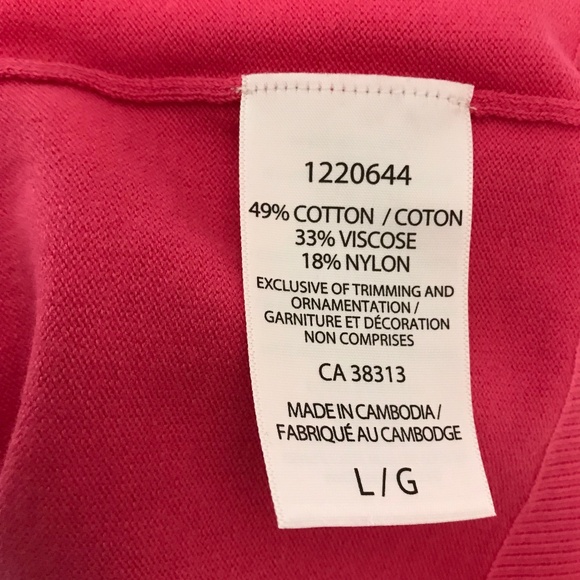 1220644
49% COTTON / COTON
33% VISCOSE
18% NYLON
EXCLUSIVE OF TRIMMING AND
ORNAMENTATION /
GARNITURE ET DÉCORATION
NON COMPRISES
CA 38313
MADE IN CAMBODIA /
FABRIQUÉ AU CAMBODGE
L / G